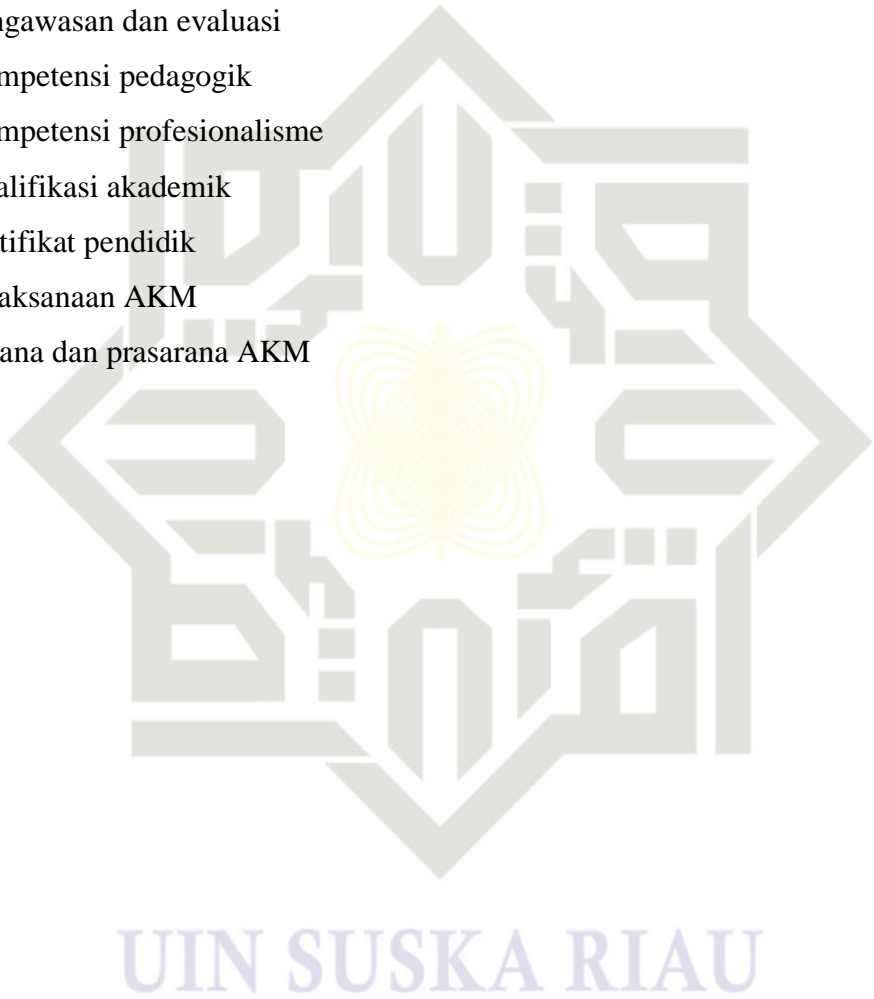 ngawasan dan evaluasi
mpetensi pedagogik
mpetensi profesionalisme
alifikasi akademik
tifikat pendidik
aksanaan AKM
ana dan prasarana AKM
UIN SUSKA RIAU